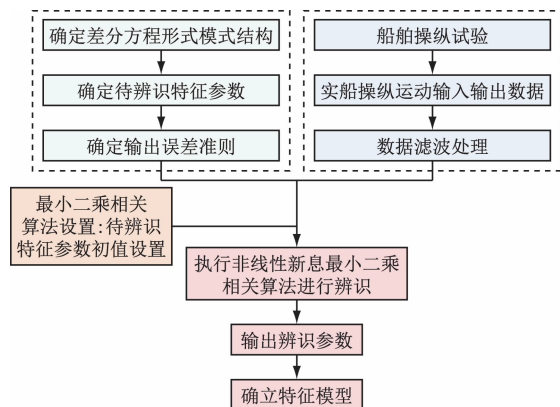 确定差分方程形式模式结构
确定待辨识特征参数
确定输出误差准则
船舶操纵试验
实船操纵运动输入输出数据
数据滤波处理
最小二乘相关
算法设置:待辨识
特征参数初值设置
执行非线性新息最小二乘
相关算法进行辨识
输出辨识参数
确立特征模型